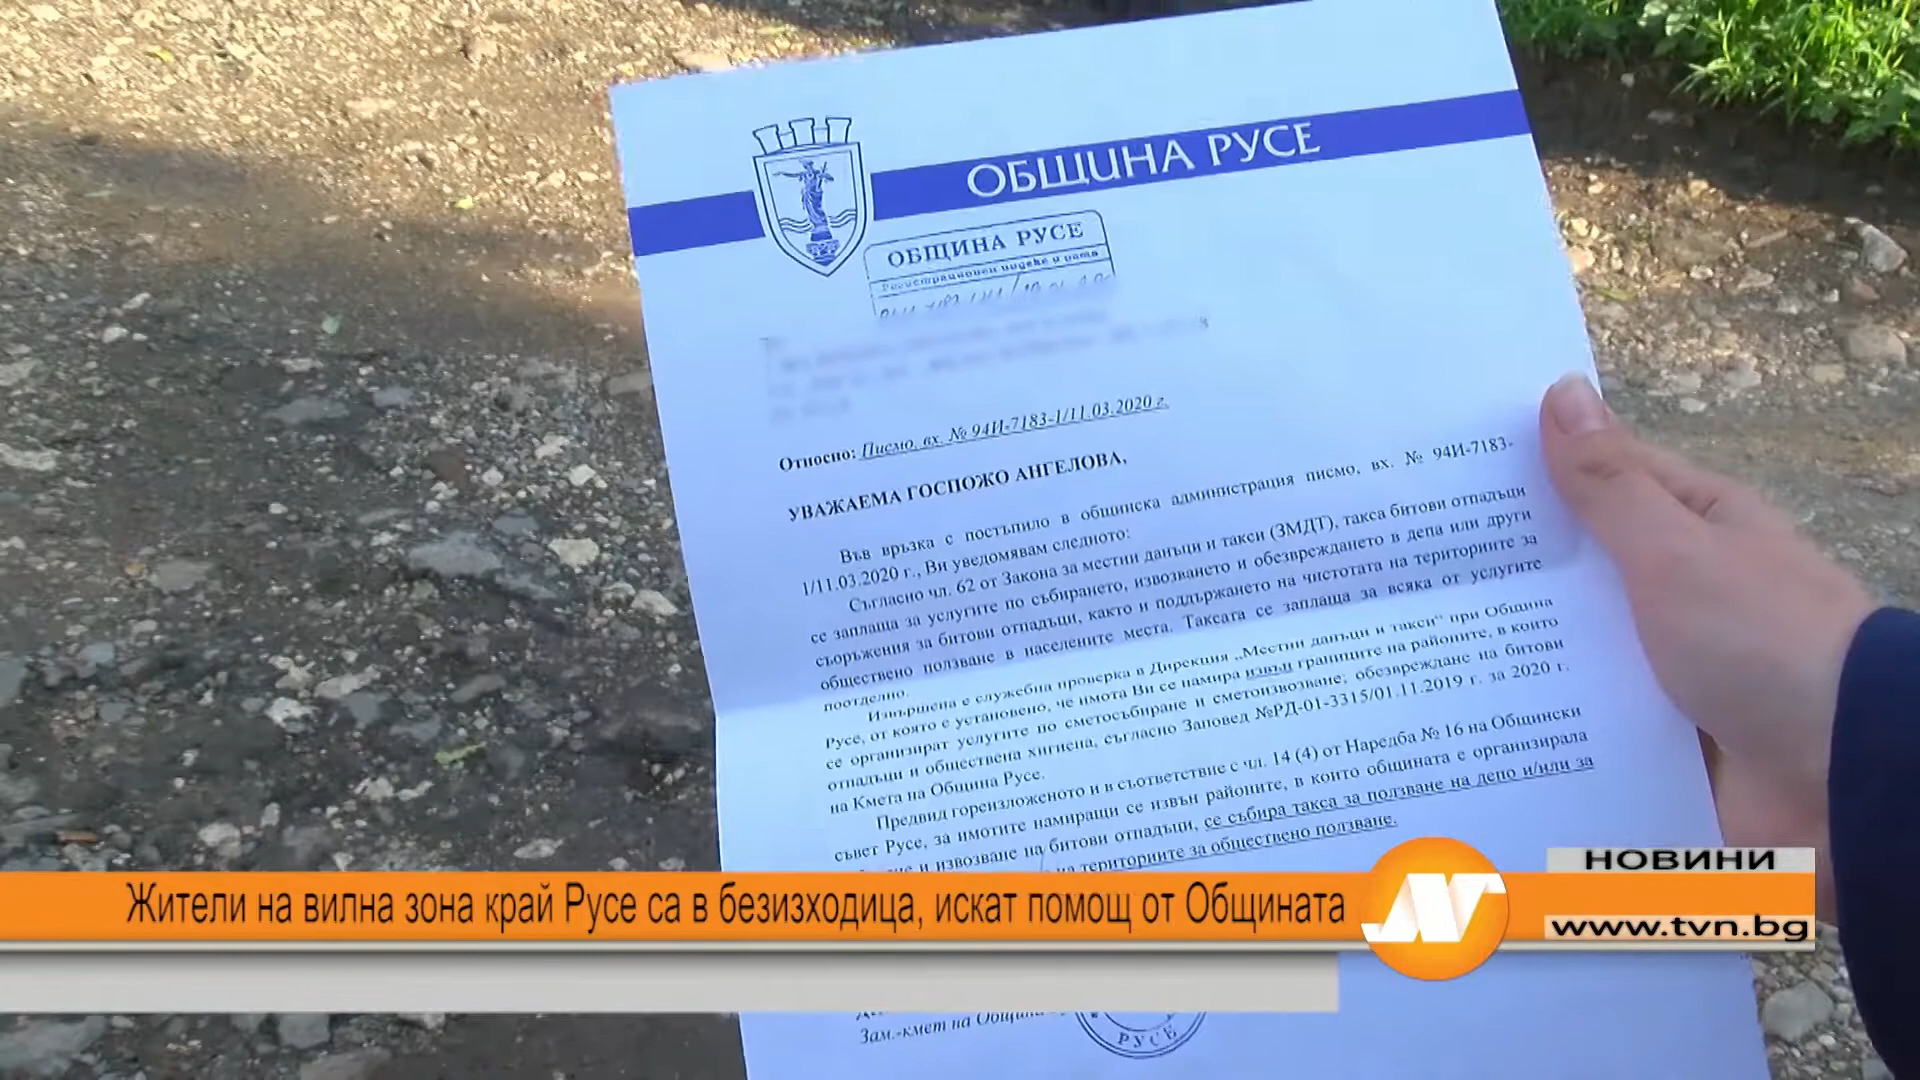 ОБЩИНА РУСЕ
ОБЩИНА РУСЕ
Регистрационен индекс и дата
Относно: Писмо, вх. № 94И-7183-1/11.03.2020 г.
УВАЖАЕМА ГОСПОЖО АНГЕЛОВА,
Във връзка с постъпило в общинска администрация писмо, вх. № 94И-7183-
1/11.03.2020 г., Ви уведомявам следното:
Съгласно чл. 62 от Закона за местни данъци и такси (ЗМДТ), такса битови отпадъци
се заплаща за услугите по събирането, извозването и обезвреждането в депа или други
съоръжения за битови отпадъци, както и поддържането на чистотата на териториите за
обществено ползване в населените места. Таксата се заплаща за всяка от услугите
поотделно.
Извършена е служебна проверка в Дирекция „Местни данъци и такси“ при Община
Русе, от която е установено, че имота Ви се намира извън границите на районите, в които
се организират услугите по сметосъбиране и сметоизвозване; обезвреждане на битови
отпадъци и обществена хигиена, съгласно Заповед №РД-01-3315/01.11.2019 г. за 2020 г.
на Кмета на Община Русе.
Предвид гореизложеното и в съответствие с чл. 14 (4) от Наредба № 16 на Общински
съвет Русе, за имотите намиращи се извън районите, в които общината е организирала
и извозване на битови отпадъци, се събира такса за ползване на депо и/или за
на териториите за обществено ползване.
НОВИНИ
Жители на вилна зона край Русе са в безизходица, искат помощ от Общината
www.tvn.bg
Зам.-кмет на Община
РУСЕ